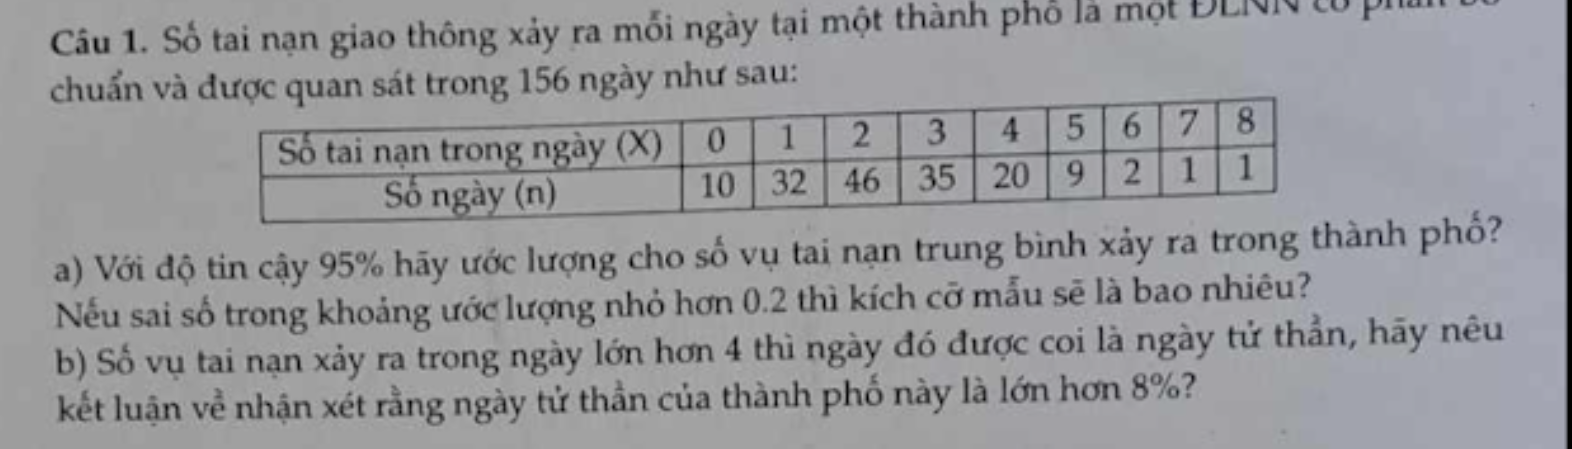 Câu 1. Số tai nạn giao thông xảy ra mỗi ngày tại một thành phố là một ĐLNN có phân
chuẩn và được quan sát trong 156 ngày như sau:
Số tai nạn trong ngày (X) 0 1 2 3 4 5 6 7 8
Số ngày (n) 10 32 46 35 20 9 2 1 1
a) Với độ tin cậy 95% hãy ước lượng cho số vụ tai nạn trung bình xảy ra trong thành phố?
Nếu sai số trong khoảng ước lượng nhỏ hơn 0.2 thì kích cỡ mẫu sẽ là bao nhiêu?
b) Số vụ tai nạn xảy ra trong ngày lớn hơn 4 thì ngày đó được coi là ngày tử thần, hãy nêu
kết luận về nhận xét rằng ngày tử thần của thành phố này là lớn hơn 8%?